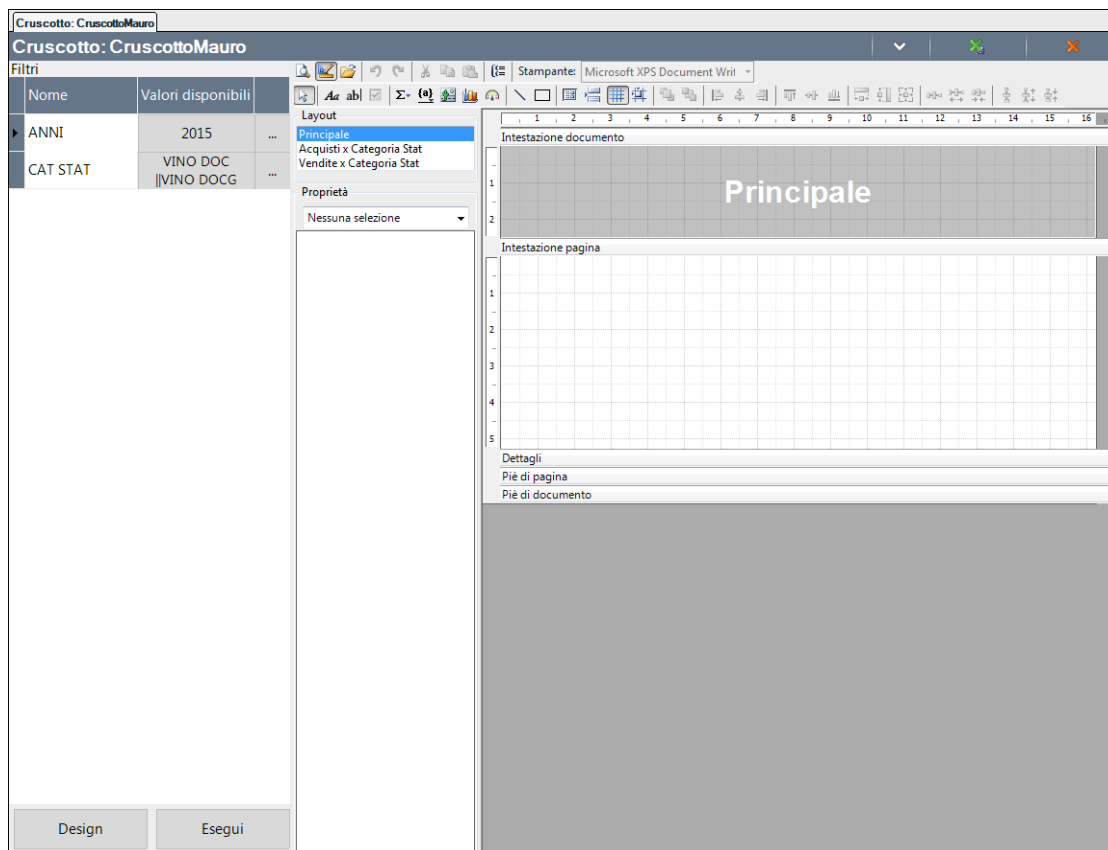 Cruscotto: CruscottoMauro
Cruscotto: CruscottoMauro
Filtri
Nome Valori disponibili
ANNI 2015 ...
CAT STAT VINO DOC ...
||VINO DOCG
Design Esegui
Stampante: Microsoft XPS Document Writ
Aa ab| Σ {a}
Layout
Principale
Acquisti x Categoria Stat
Vendite x Categoria Stat
Proprietà
Nessuna selezione
1 2 3 4 5 6 7 8 9 10 11 12 13 14 15 16
Intestazione documento
1
2
Principale
Intestazione pagina
1
2
3
4
5
Dettagli
Piè di pagina
Piè di documento